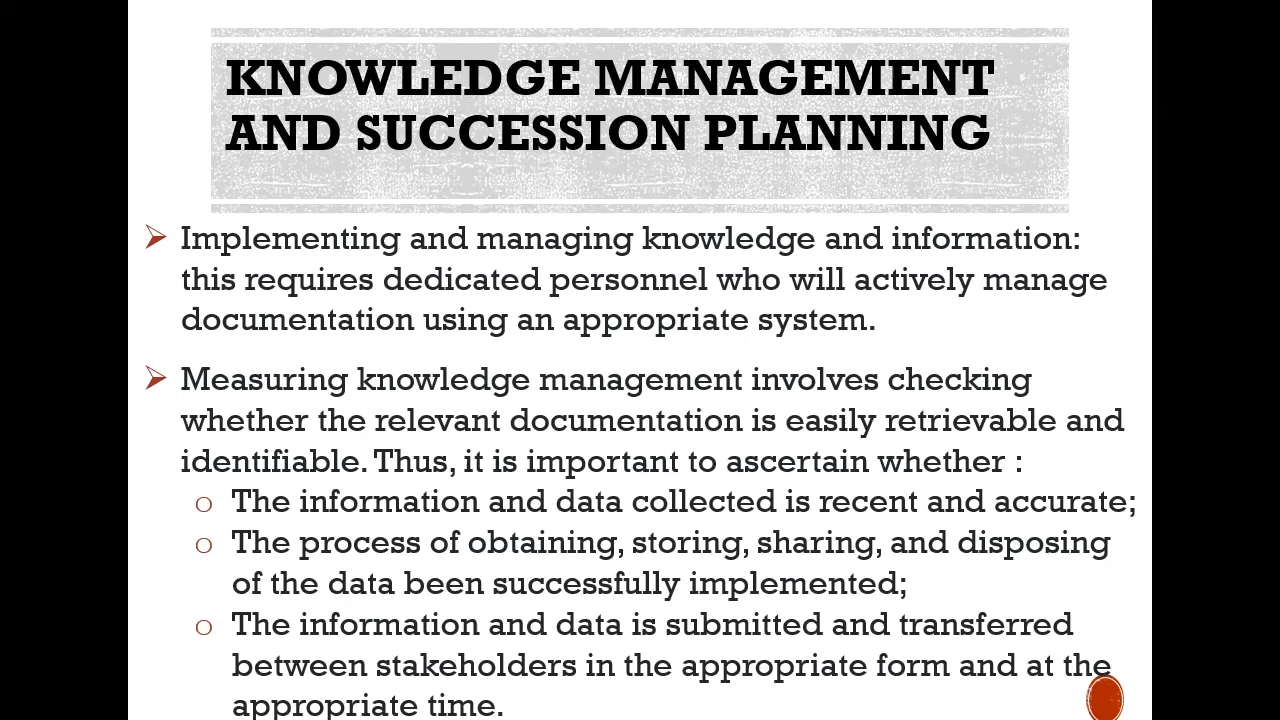 KNOWLEDGE MANAGEMENT
AND SUCCESSION PLANNING
Implementing and managing knowledge and information:
this requires dedicated personnel who will actively manage
documentation using an appropriate system.
Measuring knowledge management involves checking
whether the relevant documentation is easily retrievable and
identifiable. Thus, it is important to ascertain whether :
o The information and data collected is recent and accurate;
o The process of obtaining, storing, sharing, and disposing
of the data been successfully implemented;
o The information and data is submitted and transferred
between stakeholders in the appropriate form and at the
appropriate time.